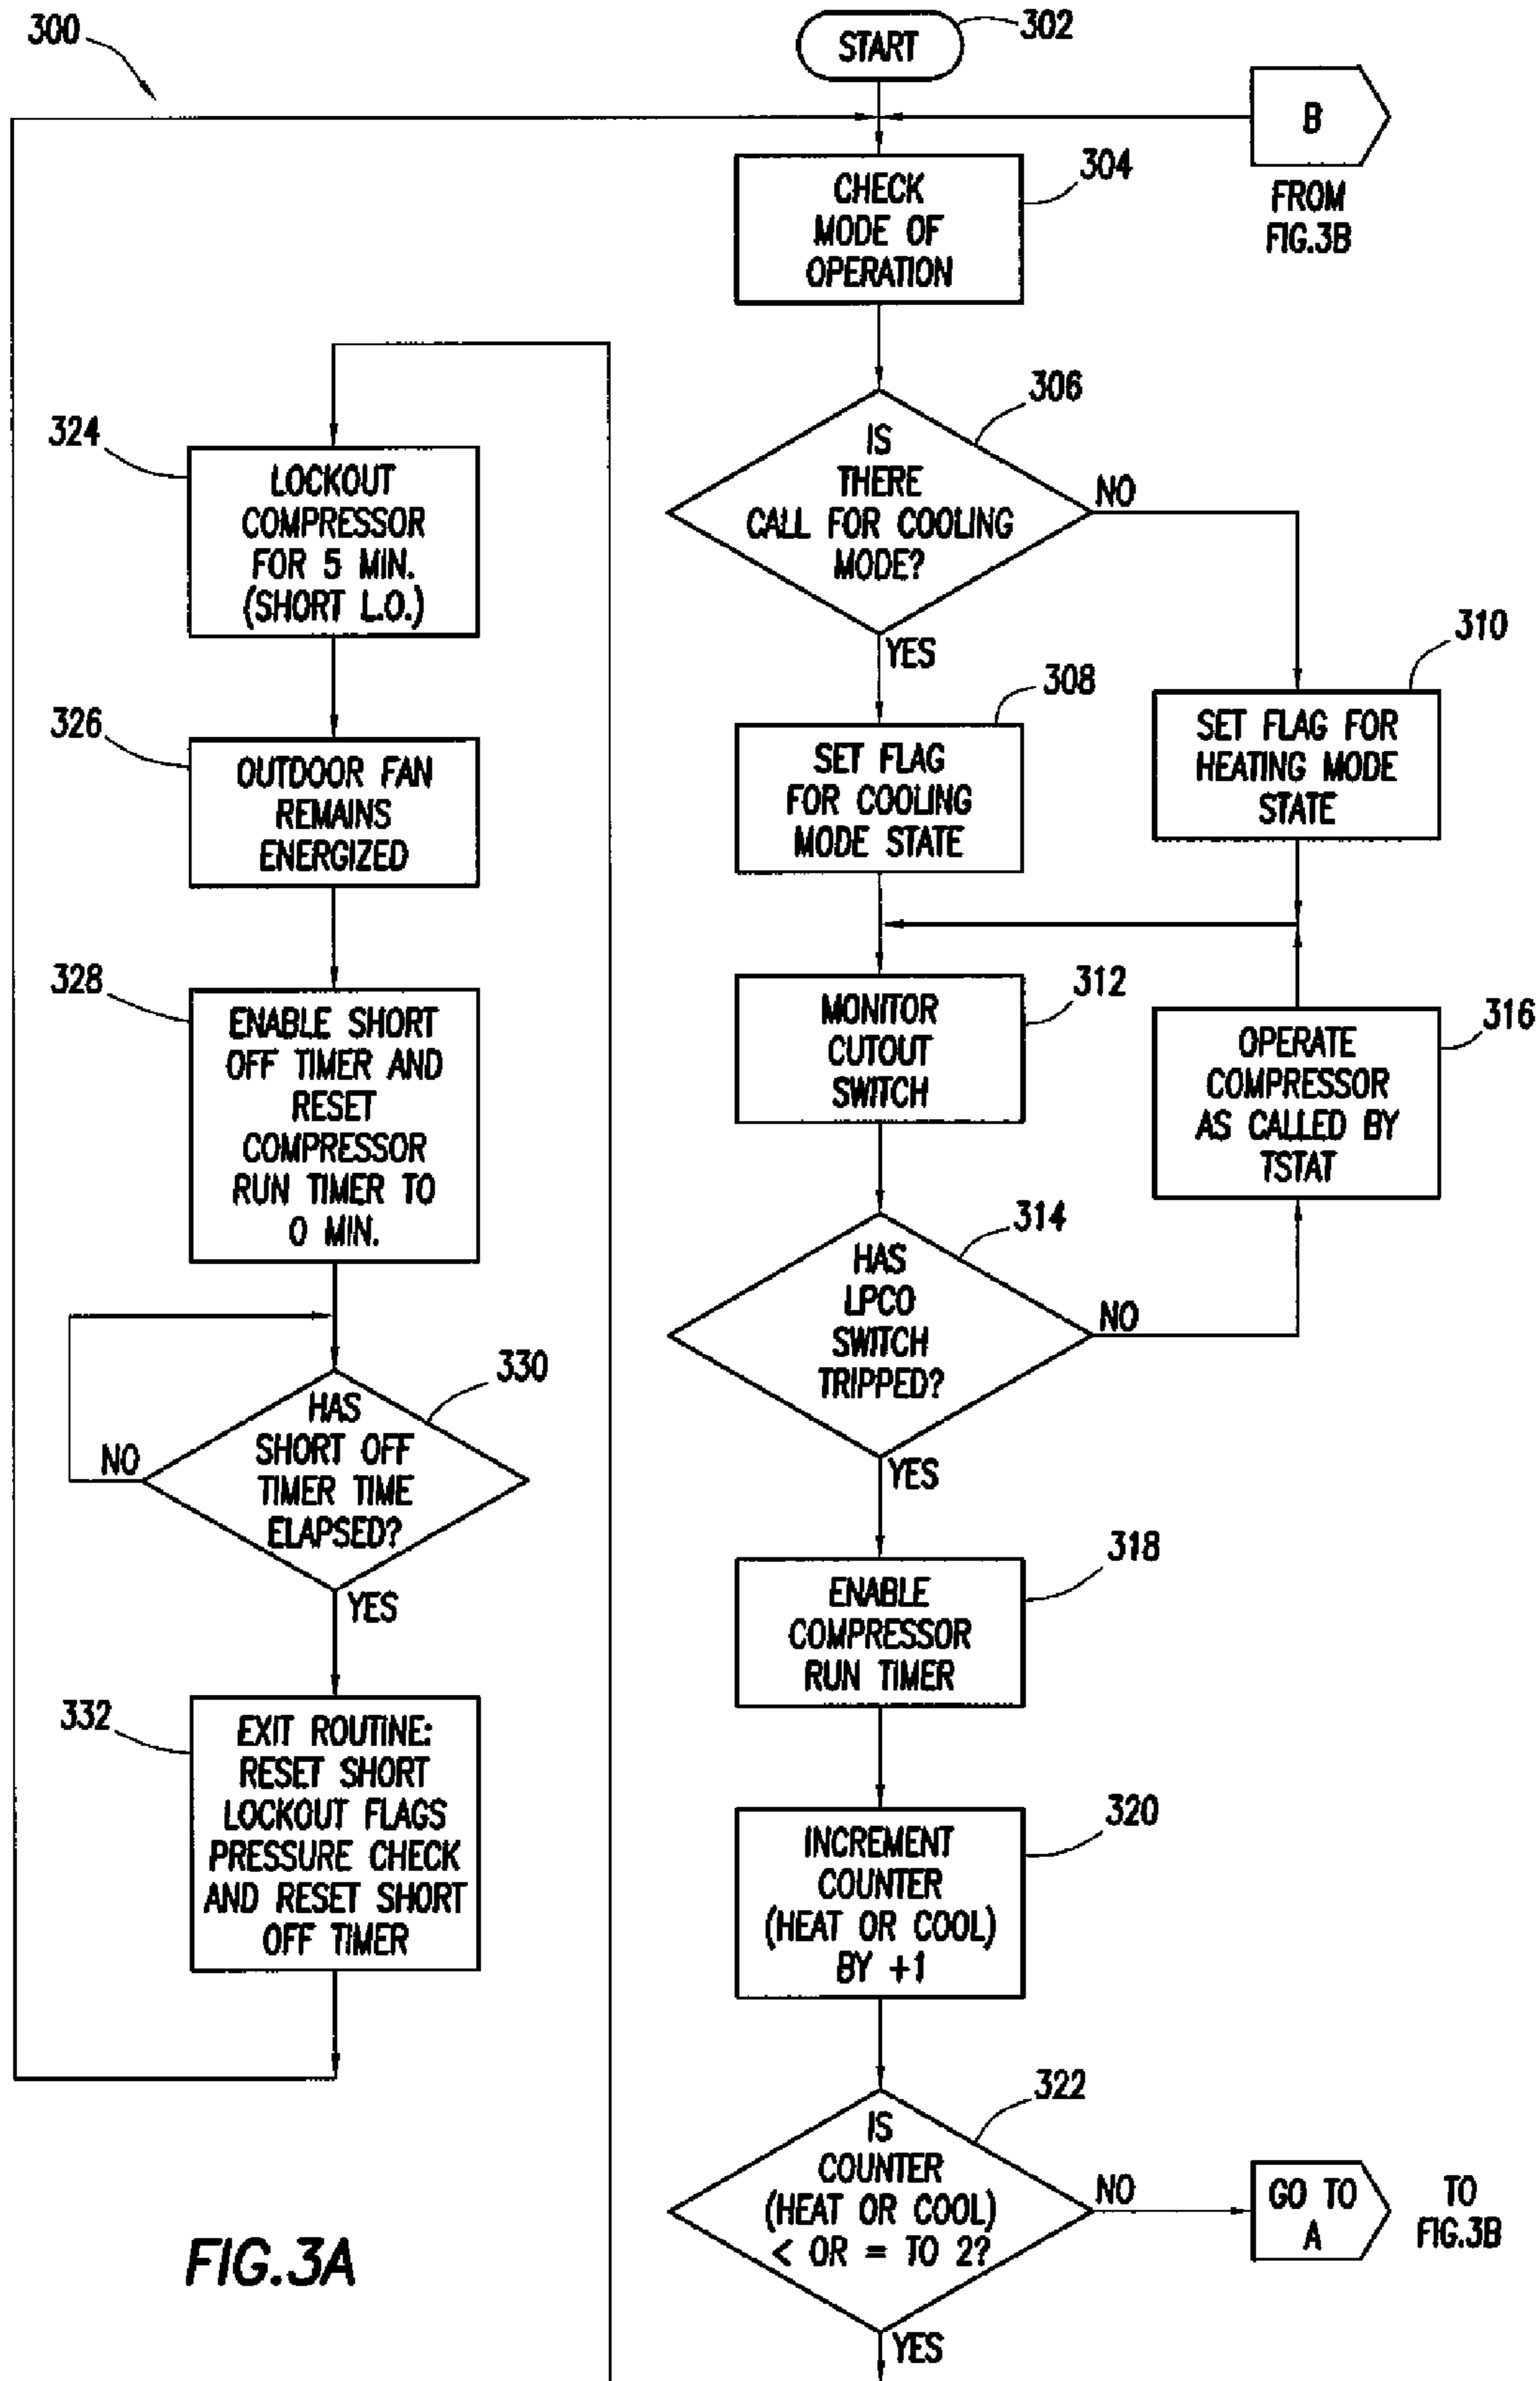 300
START
302
B
FROM
FIG.3B
CHECK
MODE OF
OPERATION
304
IS
THERE
CALL FOR COOLING
MODE?
306
NO
YES
SET FLAG
FOR COOLING
MODE STATE
308
SET FLAG FOR
HEATING MODE
STATE
310
MONITOR
CUTOUT
SWITCH
312
HAS
LPCO
SWITCH
TRIPPED?
314
NO
YES
OPERATE
COMPRESSOR
AS CALLED BY
TSTAT
316
ENABLE
COMPRESSOR
RUN TIMER
318
INCREMENT
COUNTER
(HEAT OR COOL)
BY +1
320
IS
COUNTER
(HEAT OR COOL)
< OR = TO 2?
322
NO
GO TO
A
TO
FIG.3B
YES
324
LOCKOUT
COMPRESSOR
FOR 5 MIN.
(SHORT L.O.)
326
OUTDOOR FAN
REMAINS
ENERGIZED
328
ENABLE SHORT
OFF TIMER AND
RESET
COMPRESSOR
RUN TIMER TO
0 MIN.
330
HAS
SHORT OFF
TIMER TIME
ELAPSED?
NO
YES
332
EXIT ROUTINE:
RESET SHORT
LOCKOUT FLAGS
PRESSURE CHECK
AND RESET SHORT
OFF TIMER
FIG.3A